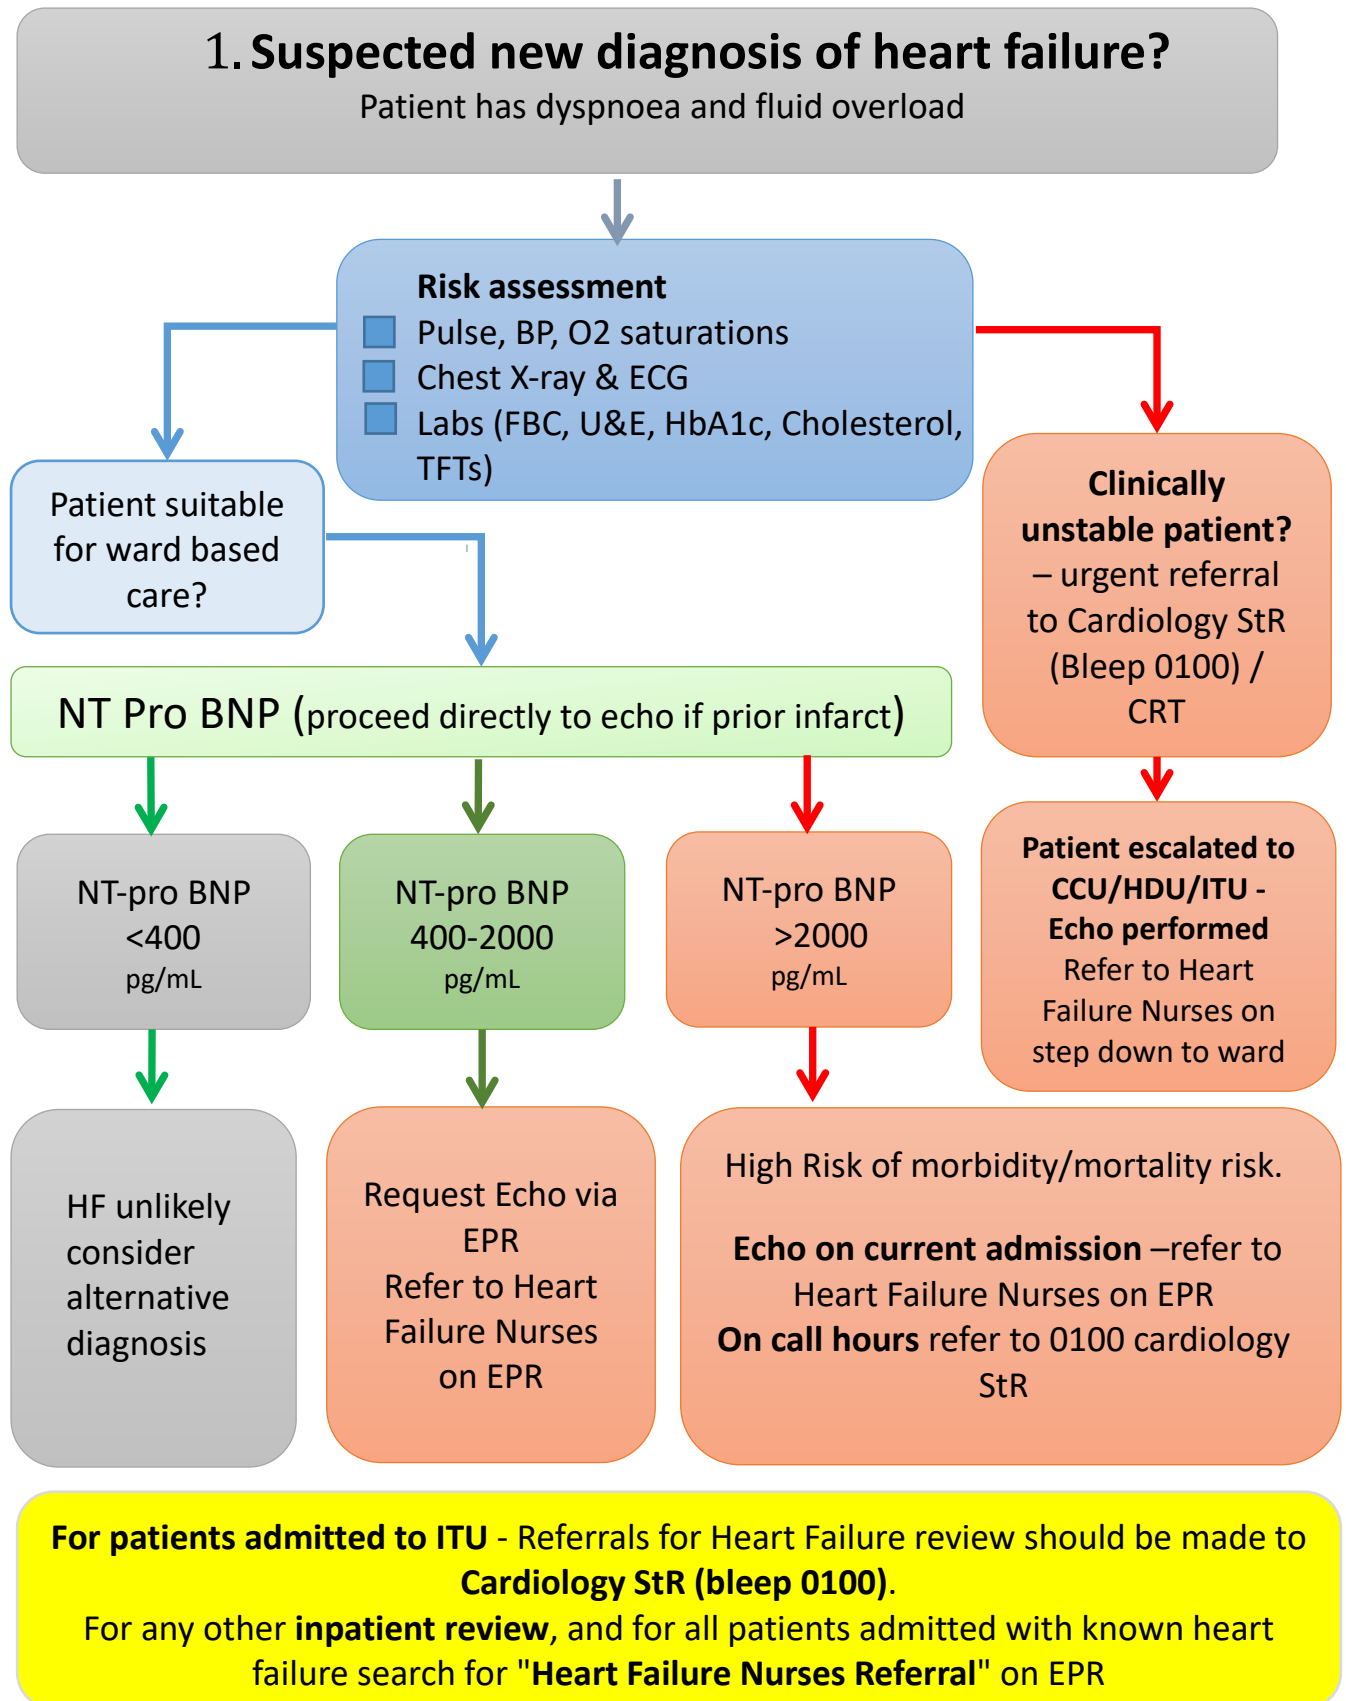 1. Suspected new diagnosis of heart failure?
Patient has dyspnoea and fluid overload
Risk assessment
Pulse, BP, O2 saturations
Chest X-ray & ECG
Labs (FBC, U&E, HbA1c, Cholesterol,
TFTs)
Patient suitable
for ward based
care?
Clinically
unstable patient?
– urgent referral
to Cardiology StR
(Bleep 0100) /
CRT
NT Pro BNP (proceed directly to echo if prior infarct)
NT-pro BNP
<400
pg/mL
NT-pro BNP
400-2000
pg/mL
NT-pro BNP
>2000
pg/mL
Patient escalated to
CCU/HDU/ITU -
Echo performed
Refer to Heart
Failure Nurses on
step down to ward
HF unlikely
consider
alternative
diagnosis
Request Echo via
EPR
Refer to Heart
Failure Nurses
on EPR
High Risk of morbidity/mortality risk.
Echo on current admission –refer to
Heart Failure Nurses on EPR
On call hours refer to 0100 cardiology
StR
For patients admitted to ITU - Referrals for Heart Failure review should be made to
Cardiology StR (bleep 0100).
For any other inpatient review, and for all patients admitted with known heart
failure search for "Heart Failure Nurses Referral" on EPR